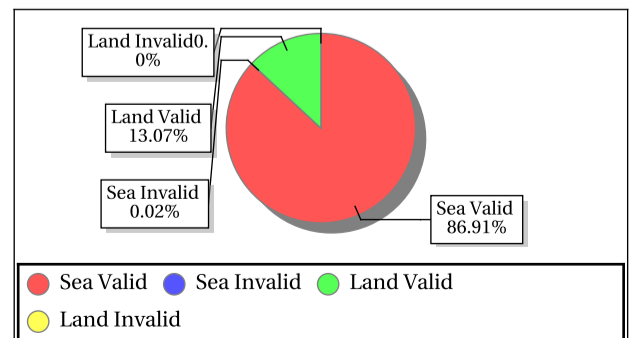 Land Invalid0.
0%
Land Valid
13.07%
Sea Invalid
0.02%
Sea Valid
86.91%
Sea Valid Sea Invalid Land Valid
Land Invalid